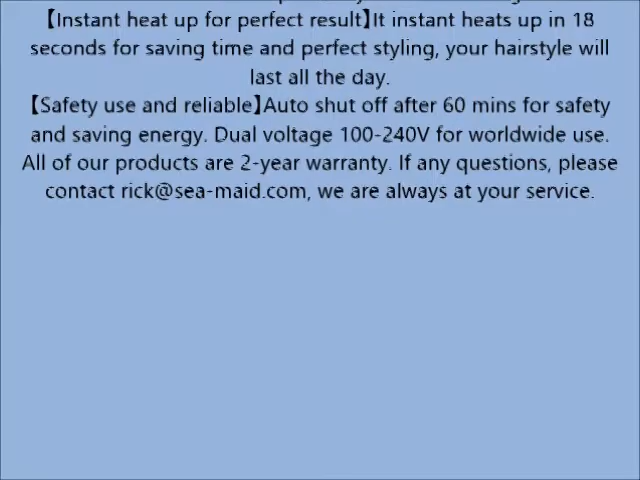 【Instant heat up for perfect result】It instant heats up in 18
seconds for saving time and perfect styling, your hairstyle will
last all the day.
【Safety use and reliable】Auto shut off after 60 mins for safety
and saving energy. Dual voltage 100-240V for worldwide use.
All of our products are 2-year warranty. If any questions, please
contact rick@sea-maid.com, we are always at your service.